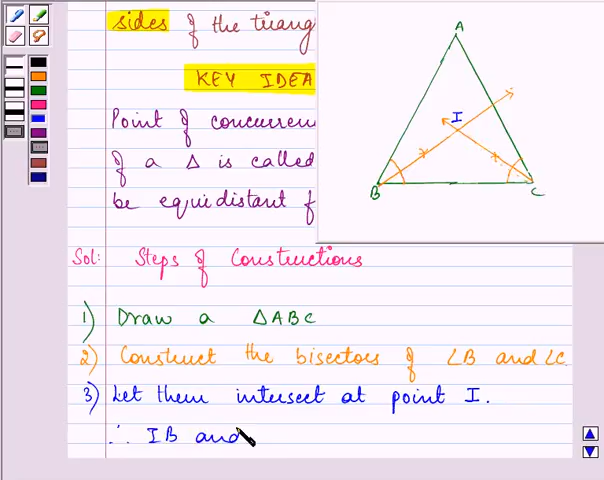 sides of the triang
KEY IDEA
Point of concurren
of a Δ is called
be equidistant f
A
I
B
C
Sol: Steps of Constructions
1) Draw a ΔABC
2) Construct the bisectors of ∠B and ∠C
3) Let them intersect at point I.
∴ IB and